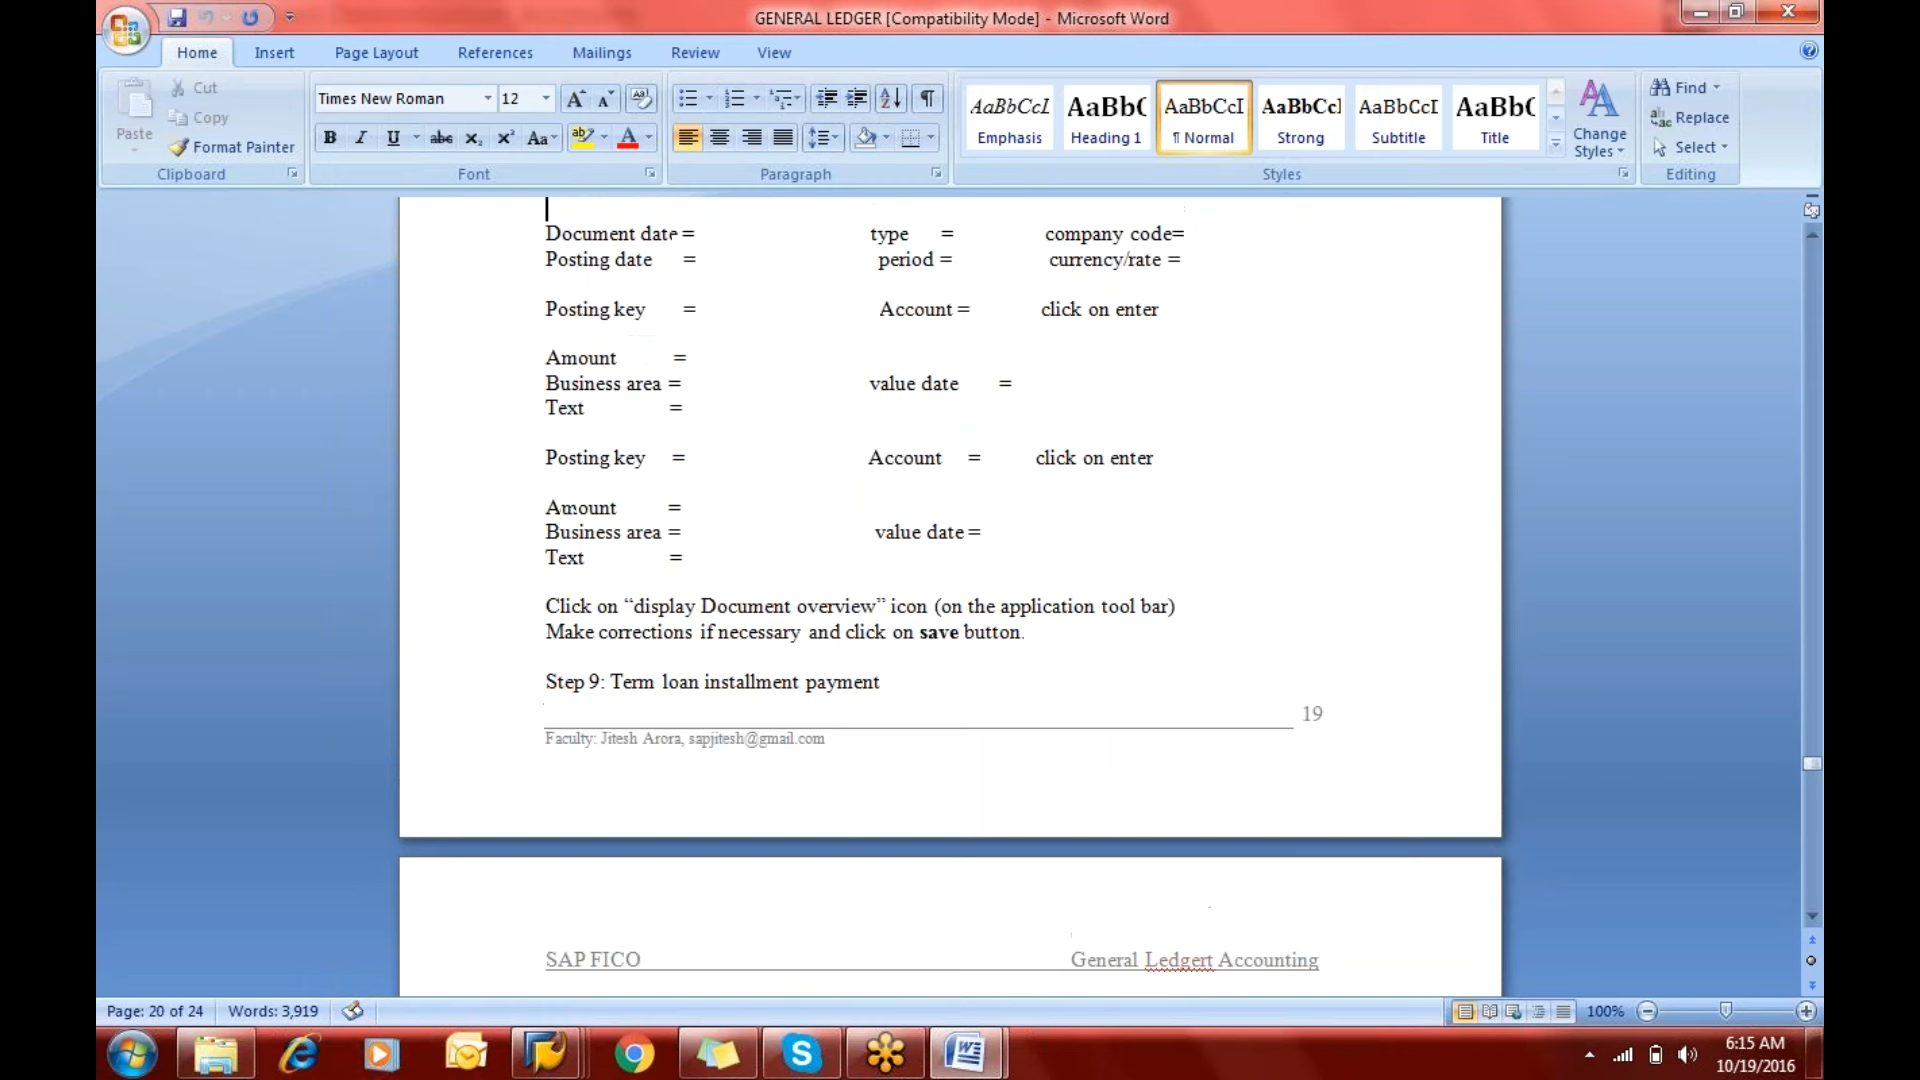 GENERAL LEDGER [Compatibility Mode] - Microsoft Word
Home Insert Page Layout References Mailings Review View
Paste
Cut
Copy
Format Painter
Clipboard
Times New Roman 12
Font
Paragraph
AaBbCcI AaBbC AaBbCcI AaBbCcl AaBbCcI AaBbC
Emphasis Heading 1 ¶ Normal Strong Subtitle Title
Change
Styles
Styles
Find
Replace
Select
Editing
Document date = type = company code=
Posting date = period = currency/rate =
Posting key = Account = click on enter
Amount =
Business area = value date =
Text =
Posting key = Account = click on enter
Amount =
Business area = value date =
Text =
Click on “display Document overview” icon (on the application tool bar)
Make corrections if necessary and click on save button.
Step 9: Term loan installment payment
19
Faculty: Jitesh Arora, sapjitesh@gmail.com
SAP FICO General Ledgert Accounting
Page: 20 of 24 Words: 3,919 100%
6:15 AM
10/19/2016